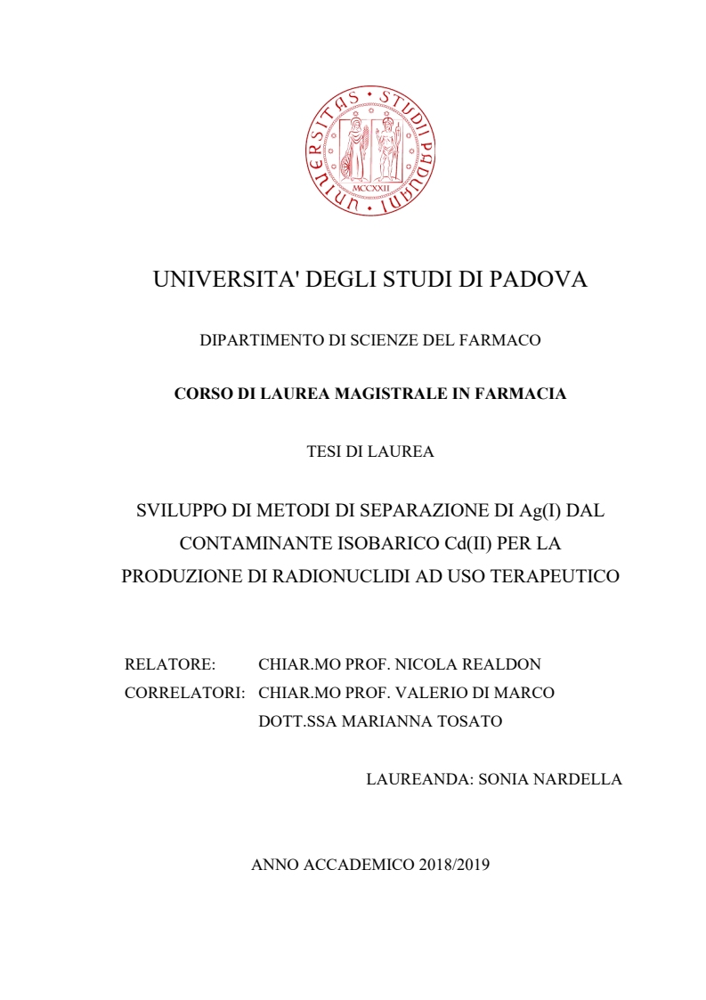 UNIVERSITAS STUDII PADUANI
MCCXXII
UNIVERSITA' DEGLI STUDI DI PADOVA
DIPARTIMENTO DI SCIENZE DEL FARMACO
CORSO DI LAUREA MAGISTRALE IN FARMACIA
TESI DI LAUREA
SVILUPPO DI METODI DI SEPARAZIONE DI Ag(I) DAL
CONTAMINANTE ISOBARICO Cd(II) PER LA
PRODUZIONE DI RADIONUCLIDI AD USO TERAPEUTICO
RELATORE: CHIAR.MO PROF. NICOLA REALDON
CORRELATORI: CHIAR.MO PROF. VALERIO DI MARCO
DOTT.SSA MARIANNA TOSATO
LAUREANDA: SONIA NARDELLA
ANNO ACCADEMICO 2018/2019